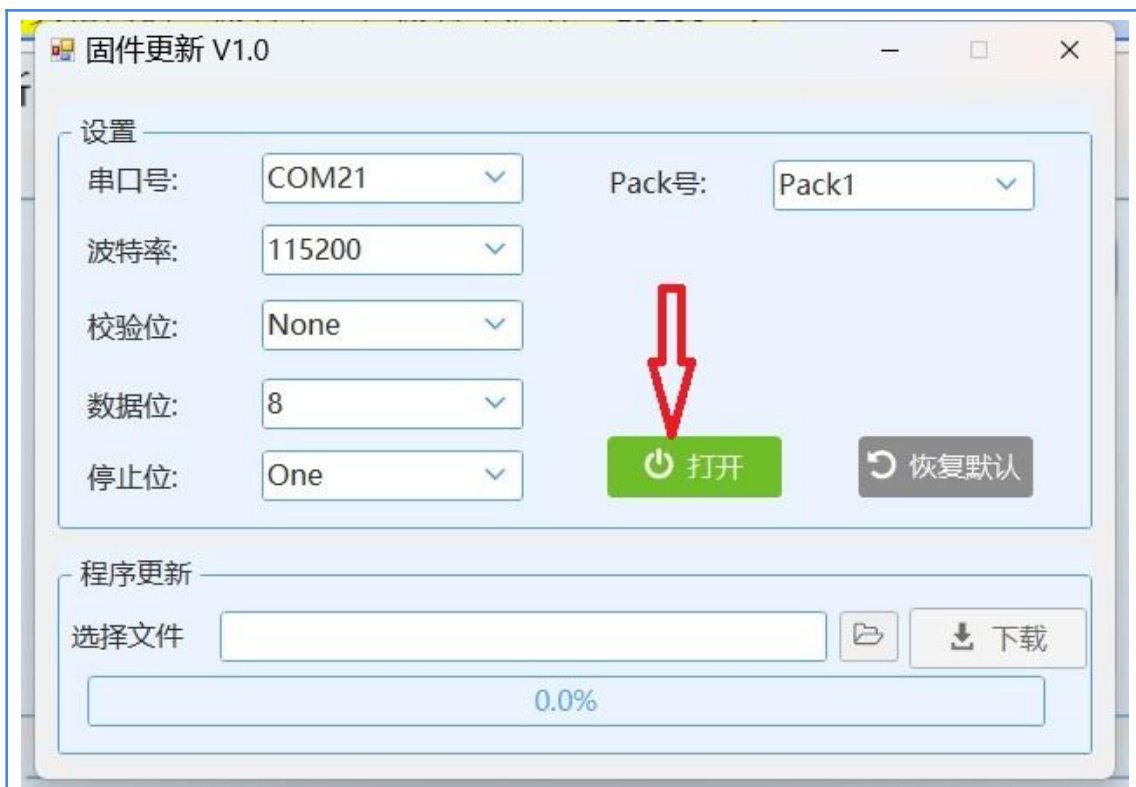 固件更新 V1.0
设置
串口号: COM21 Pack号: Pack1
波特率: 115200
校验位: None
数据位: 8
停止位: One
打开 恢复默认
程序更新
选择文件 下载
0.0%